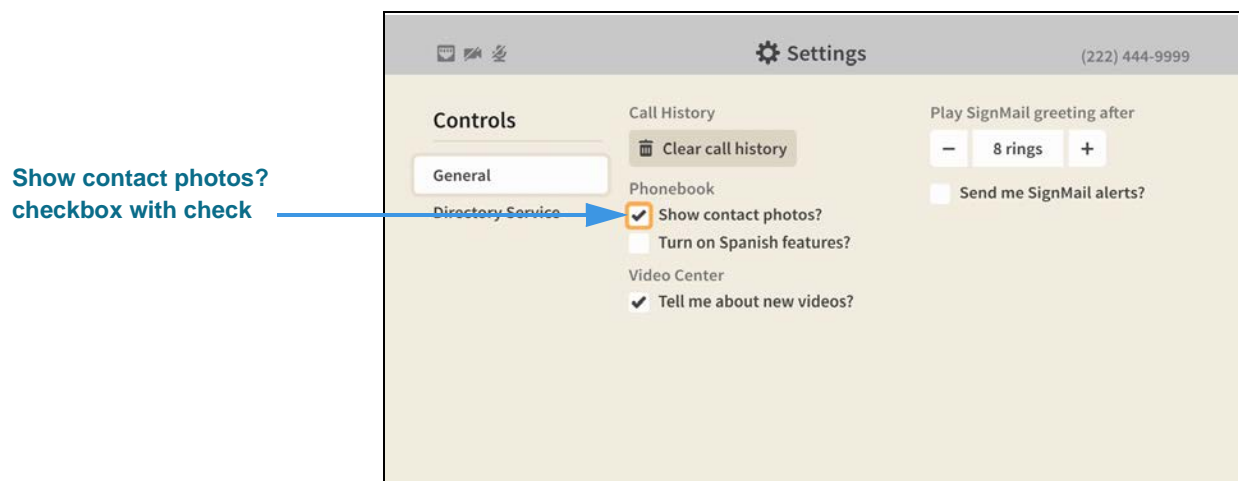 Settings
(222) 444-9999
Controls
General
Directory Service
Call History
Clear call history
Phonebook
Show contact photos?
Turn on Spanish features?
Video Center
Tell me about new videos?
Play SignMail greeting after
− 8 rings +
Send me SignMail alerts?
Show contact photos?
checkbox with check